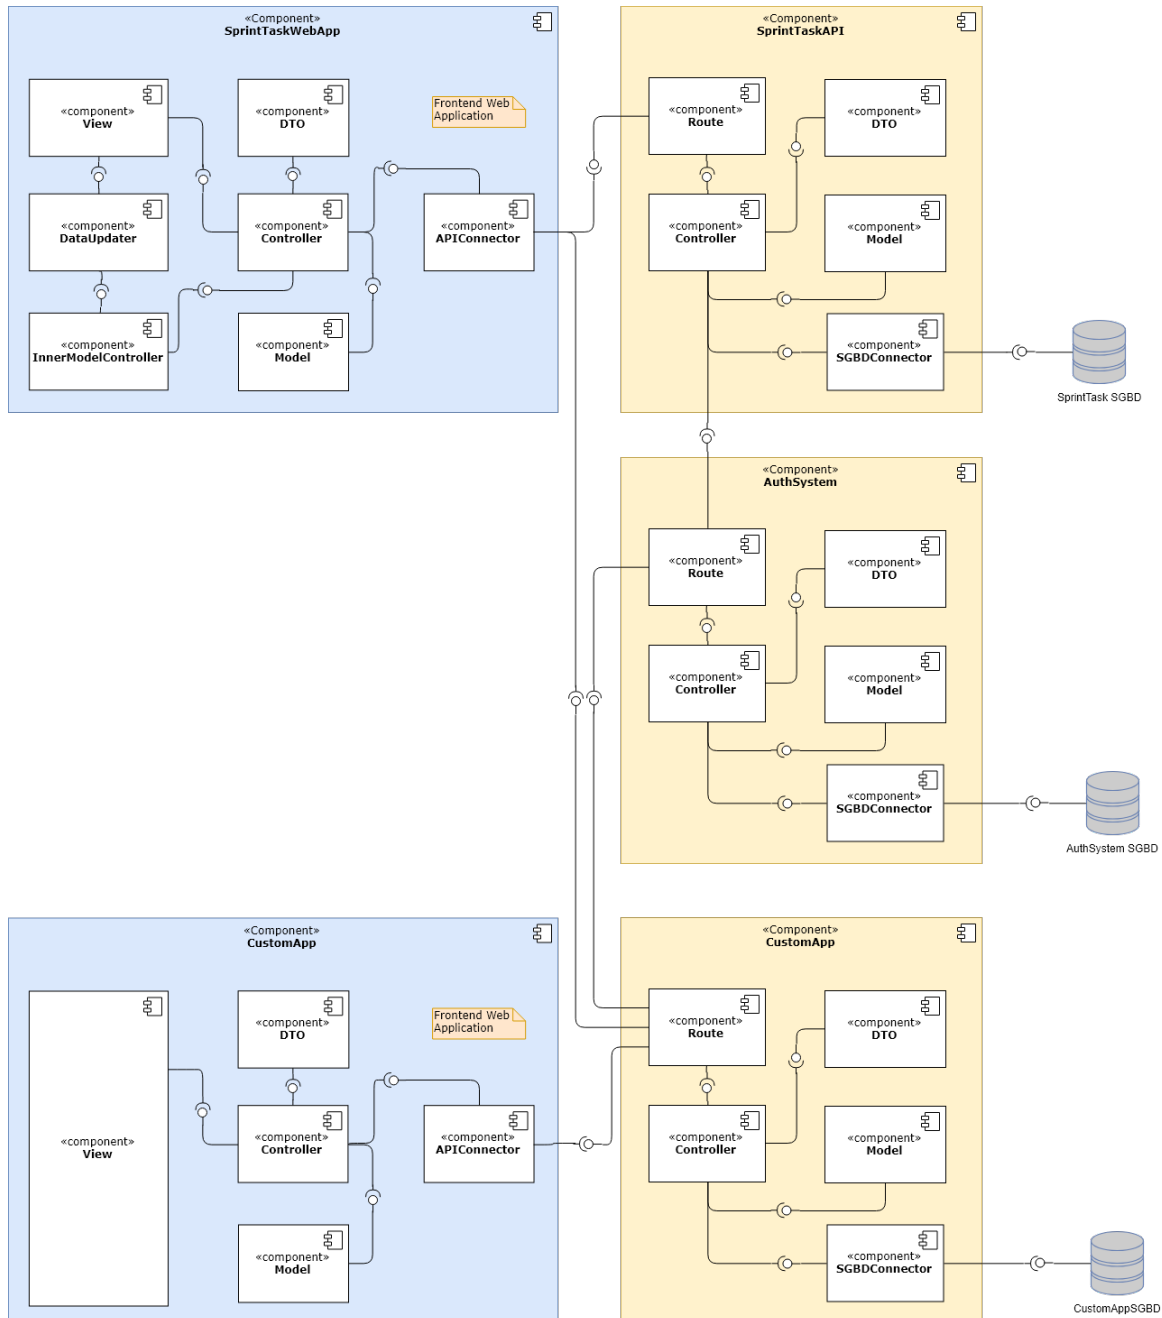 «Component»
SprintTaskWebApp
«component»
View
«component»
DTO
Frontend Web
Application
«component»
DataUpdater
«component»
Controller
«component»
APIConnector
«component»
InnerModelController
«component»
Model
«Component»
SprintTaskAPI
«component»
Route
«component»
DTO
«component»
Controller
«component»
Model
«component»
SGBDConnector
SprintTask SGBD
«Component»
AuthSystem
«component»
Route
«component»
DTO
«component»
Controller
«component»
Model
«component»
SGBDConnector
AuthSystem SGBD
«Component»
CustomApp
«component»
View
«component»
DTO
Frontend Web
Application
«component»
Controller
«component»
APIConnector
«component»
Model
«Component»
CustomApp
«component»
Route
«component»
DTO
«component»
Controller
«component»
Model
«component»
SGBDConnector
CustomAppSGBD